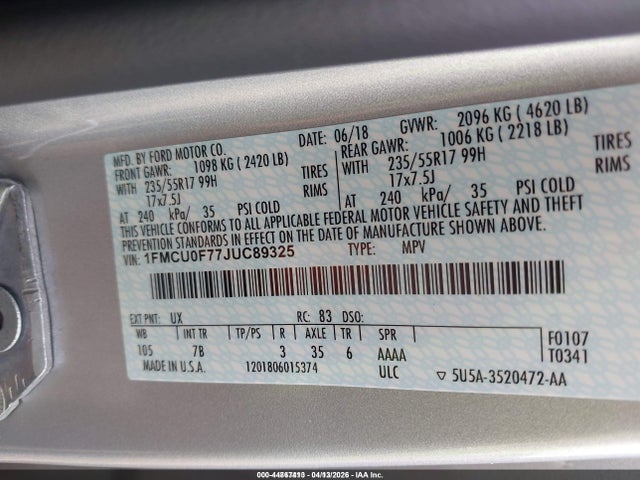 MFD. BY FORD MOTOR CO. DATE: 06/18 GVWR: 2096 KG ( 4620 LB)
FRONT GAWR: 1098 KG ( 2420 LB) REAR GAWR: 1006 KG ( 2218 LB)
WITH 235/55R17 99H TIRES WITH 235/55R17 99H TIRES
17x7.5J RIMS 17x7.5J RIMS
AT 240 kPa/ 35 PSI COLD AT 240 kPa/ 35 PSI COLD
THIS VEHICLE CONFORMS TO ALL APPLICABLE FEDERAL MOTOR VEHICLE SAFETY AND THEFT
PREVENTION STANDARDS IN EFFECT ON THE DATE OF MANUFACTURE SHOWN ABOVE.
VIN: 1FMCU0F77JUC89325 TYPE: MPV
EXT PNT: UX RC: 83 DSO:
WB INT TR TP/PS R AXLE TR SPR F0107
105 7B 3 35 6 AAAA T0341
MADE IN U.S.A. 1201806015374 ULC ▽ 5U5A-3520472-AA
04/13/2026 - IAA Inc.